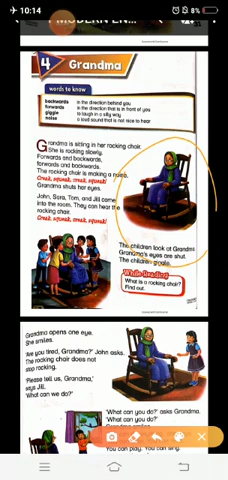 10:14
8%
4 Grandma
words to know
backwards in the direction behind you
forwards in the direction that is in front of you
giggle to laugh in a silly way
noise a loud sound that is not nice to hear
Grandma is sitting in her rocking chair.
She is rocking slowly.
Forwards and backwards,
forwards and backwards.
The rocking chair is making a noise.
Creak, squeak, creak, squeak!
Grandma shuts her eyes.
John, Sara, Tom, and Jill come
into the room. They can hear the
rocking chair.
Creak, squeak, creak, squeak!
The children look at Grandma.
Grandma's eyes are shut.
The children giggle.
While Reading
What is a rocking chair?
Find out.
Grandma opens one eye.
She smiles.
'Are you tired, Grandma?' John asks.
The rocking chair does not
stop rocking.
'Please tell us, Grandma,'
says Jill.
'What can we do?'
'What can you do?' asks Grandma.
Grandma smiles.
You can play. You can sing.